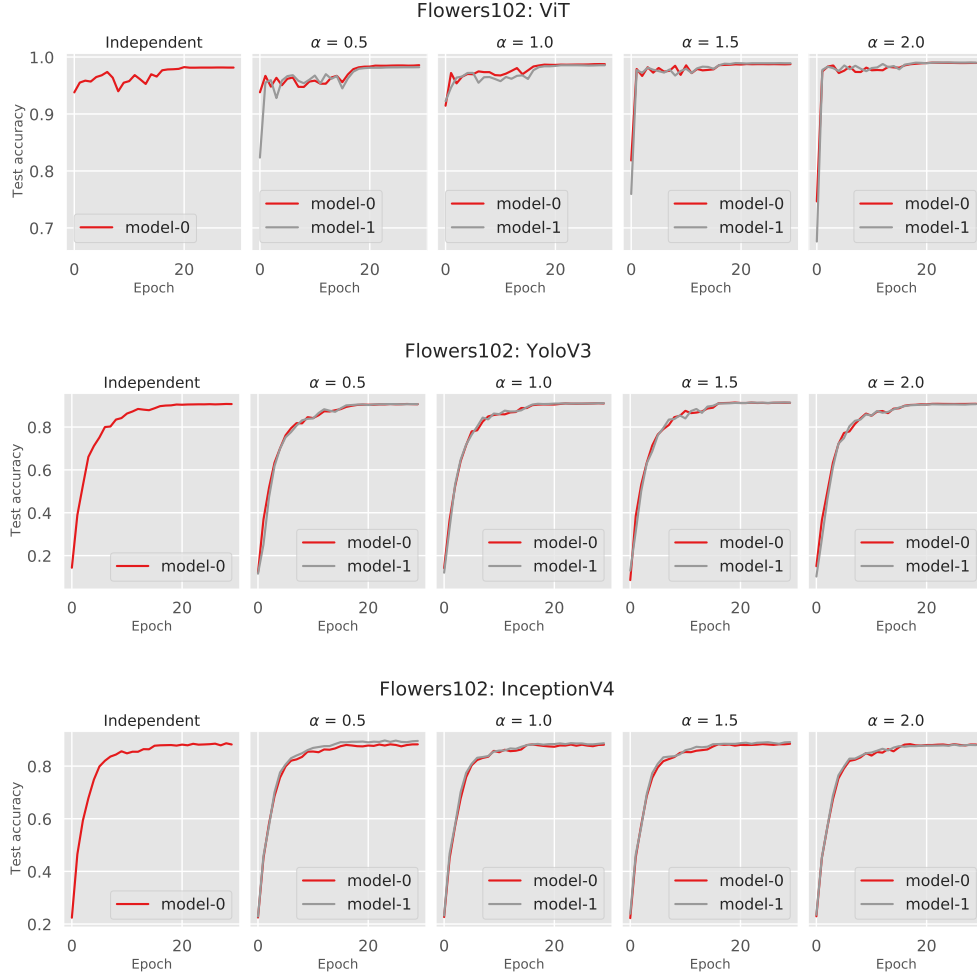 Flowers102: ViT
Independent α = 0.5 α = 1.0 α = 1.5 α = 2.0
Test accuracy
1.0
0.9
0.8
0.7
model-0 model-0 model-0 model-0 model-0
model-1 model-1 model-1 model-1
0 20 0 20 0 20 0 20 0 20
Epoch Epoch Epoch Epoch Epoch
Flowers102: YoloV3
Independent α = 0.5 α = 1.0 α = 1.5 α = 2.0
Test accuracy
0.8
0.6
0.4
0.2
model-0 model-0 model-0 model-0 model-0
model-1 model-1 model-1 model-1
0 20 0 20 0 20 0 20 0 20
Epoch Epoch Epoch Epoch Epoch
Flowers102: InceptionV4
Independent α = 0.5 α = 1.0 α = 1.5 α = 2.0
Test accuracy
0.8
0.6
0.4
0.2
model-0 model-0 model-0 model-0 model-0
model-1 model-1 model-1 model-1
0 20 0 20 0 20 0 20 0 20
Epoch Epoch Epoch Epoch Epoch